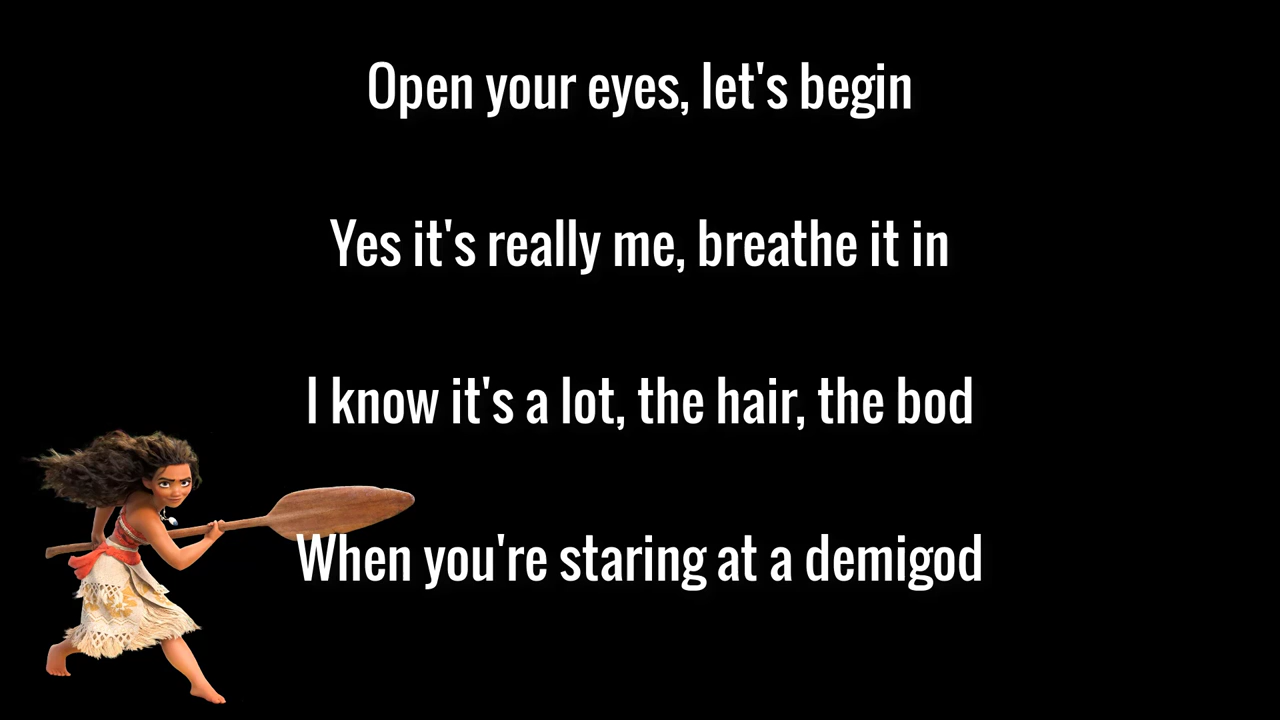 Open your eyes, let's begin
Yes it's really me, breathe it in
I know it's a lot, the hair, the bod
When you're staring at a demigod